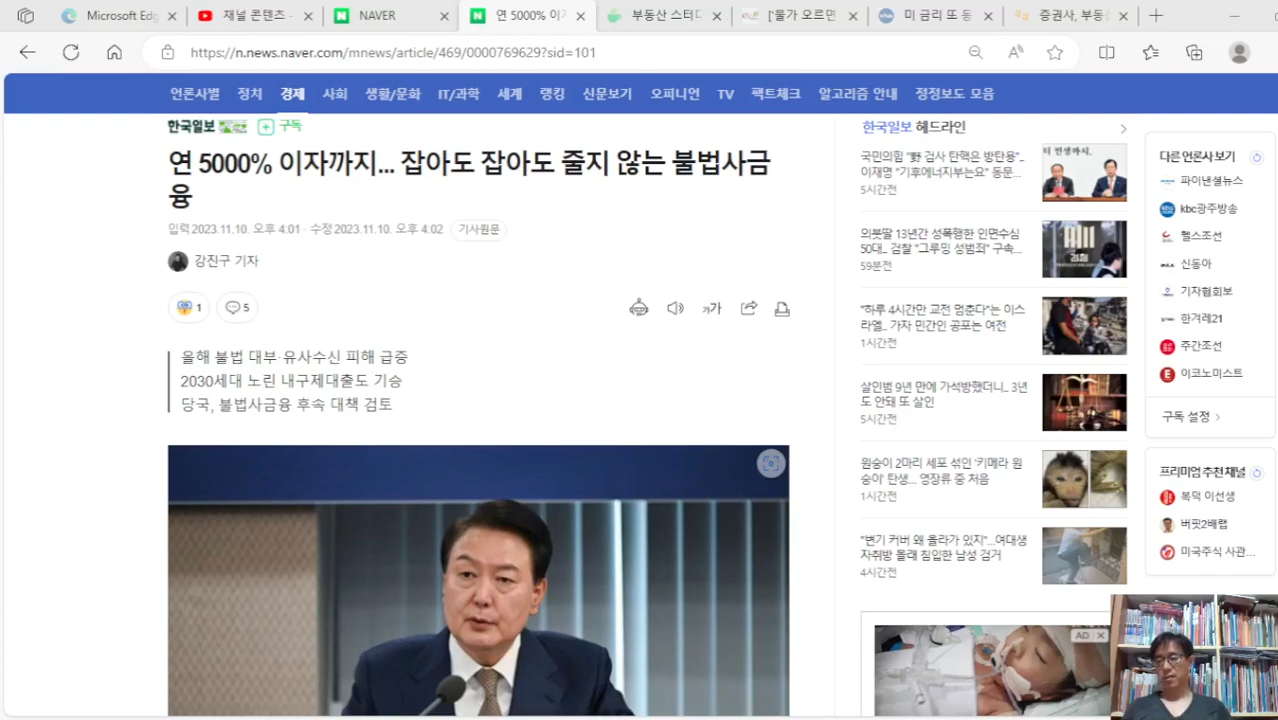 Microsoft Edg
채널 콘텐츠 -
NAVER
연 5000% 이자
부동산 스터디
['물가 오르면
미 금리 또 동
증권사, 부동
https://n.news.naver.com/mnews/article/469/0000769629?sid=101
언론사별 정치 경제 사회 생활/문화 IT/과학 세계 랭킹 신문보기 오피니언 TV 팩트체크 알고리즘 안내 정정보도 모음
한국일보 구독
연 5000% 이자까지... 잡아도 잡아도 줄지 않는 불법사금
융
입력 2023.11.10. 오후 4:01 · 수정 2023.11.10. 오후 4:02 기사원문
강진구 기자
1 5
가가
올해 불법 대부·유사수신 피해 급증
2030세대 노린 내구제대출도 기승
당국, 불법사금융 후속 대책 검토
한국일보 헤드라인
국민의힘 "野 검사 탄핵은 방탄용"...
이재명 "기후에너지부는요" 동문...
5시간전
의붓딸 13년간 성폭행한 인면수심
50대... 검찰 "그루밍 성범죄" 구속...
59분전
검찰
"하루 4시간만 교전 멈춘다"는 이스
라엘... 가자 민간인 공포는 여전
1시간전
살인범 9년 만에 가석방했더니... 3년
도 안돼 또 살인
5시간전
원숭이 2마리 세포 섞인 '키메라 원
숭이' 탄생... 영장류 중 처음
1시간전
"변기 커버 왜 올라가 있지"...여대생
자취방 몰래 침입한 남성 검거
4시간전
AD X
다른 언론사 보기
파이낸셜뉴스
kbc광주방송
헬스조선
신동아
기자협회보
한겨레21
주간조선
이코노미스트
구독 설정
프리미엄 추천 채널
복덕 이선생
버핏2배랩
미국주식 사관...